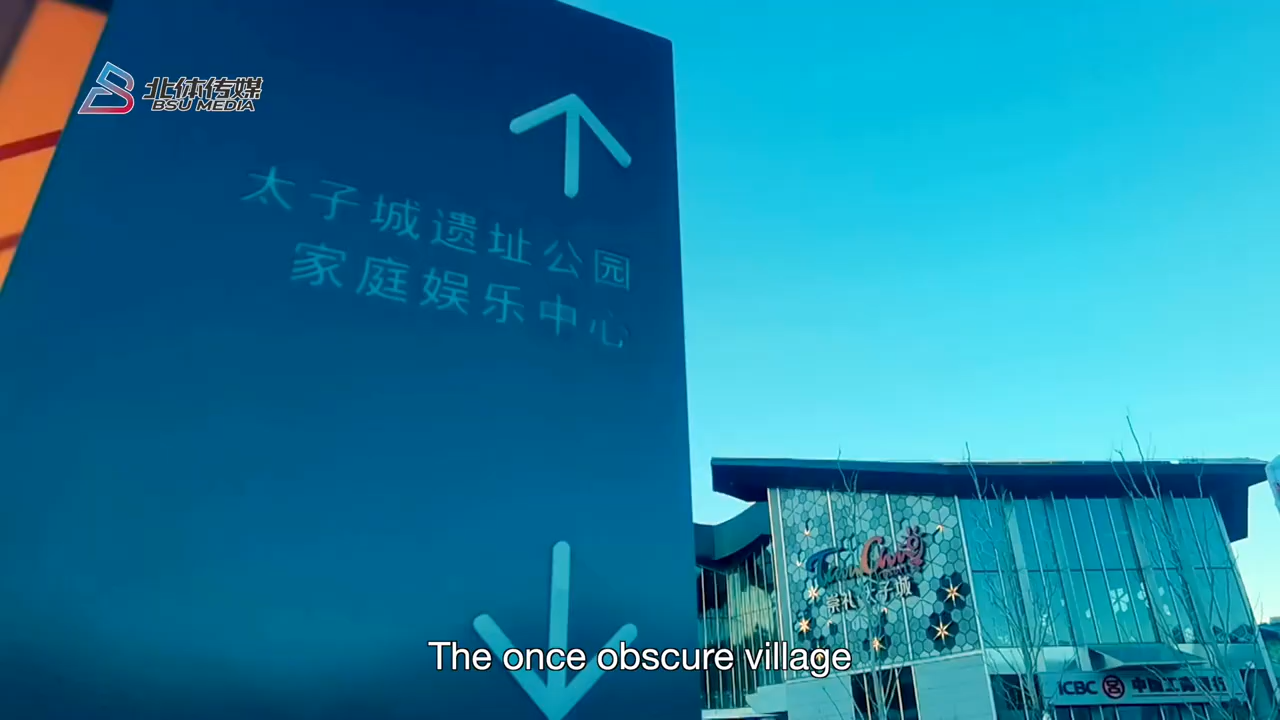 北体传媒
BSU MEDIA
太子城遗址公园
家庭娱乐中心
崇礼 太子城
ICBC 中国工商银行
The once obscure village